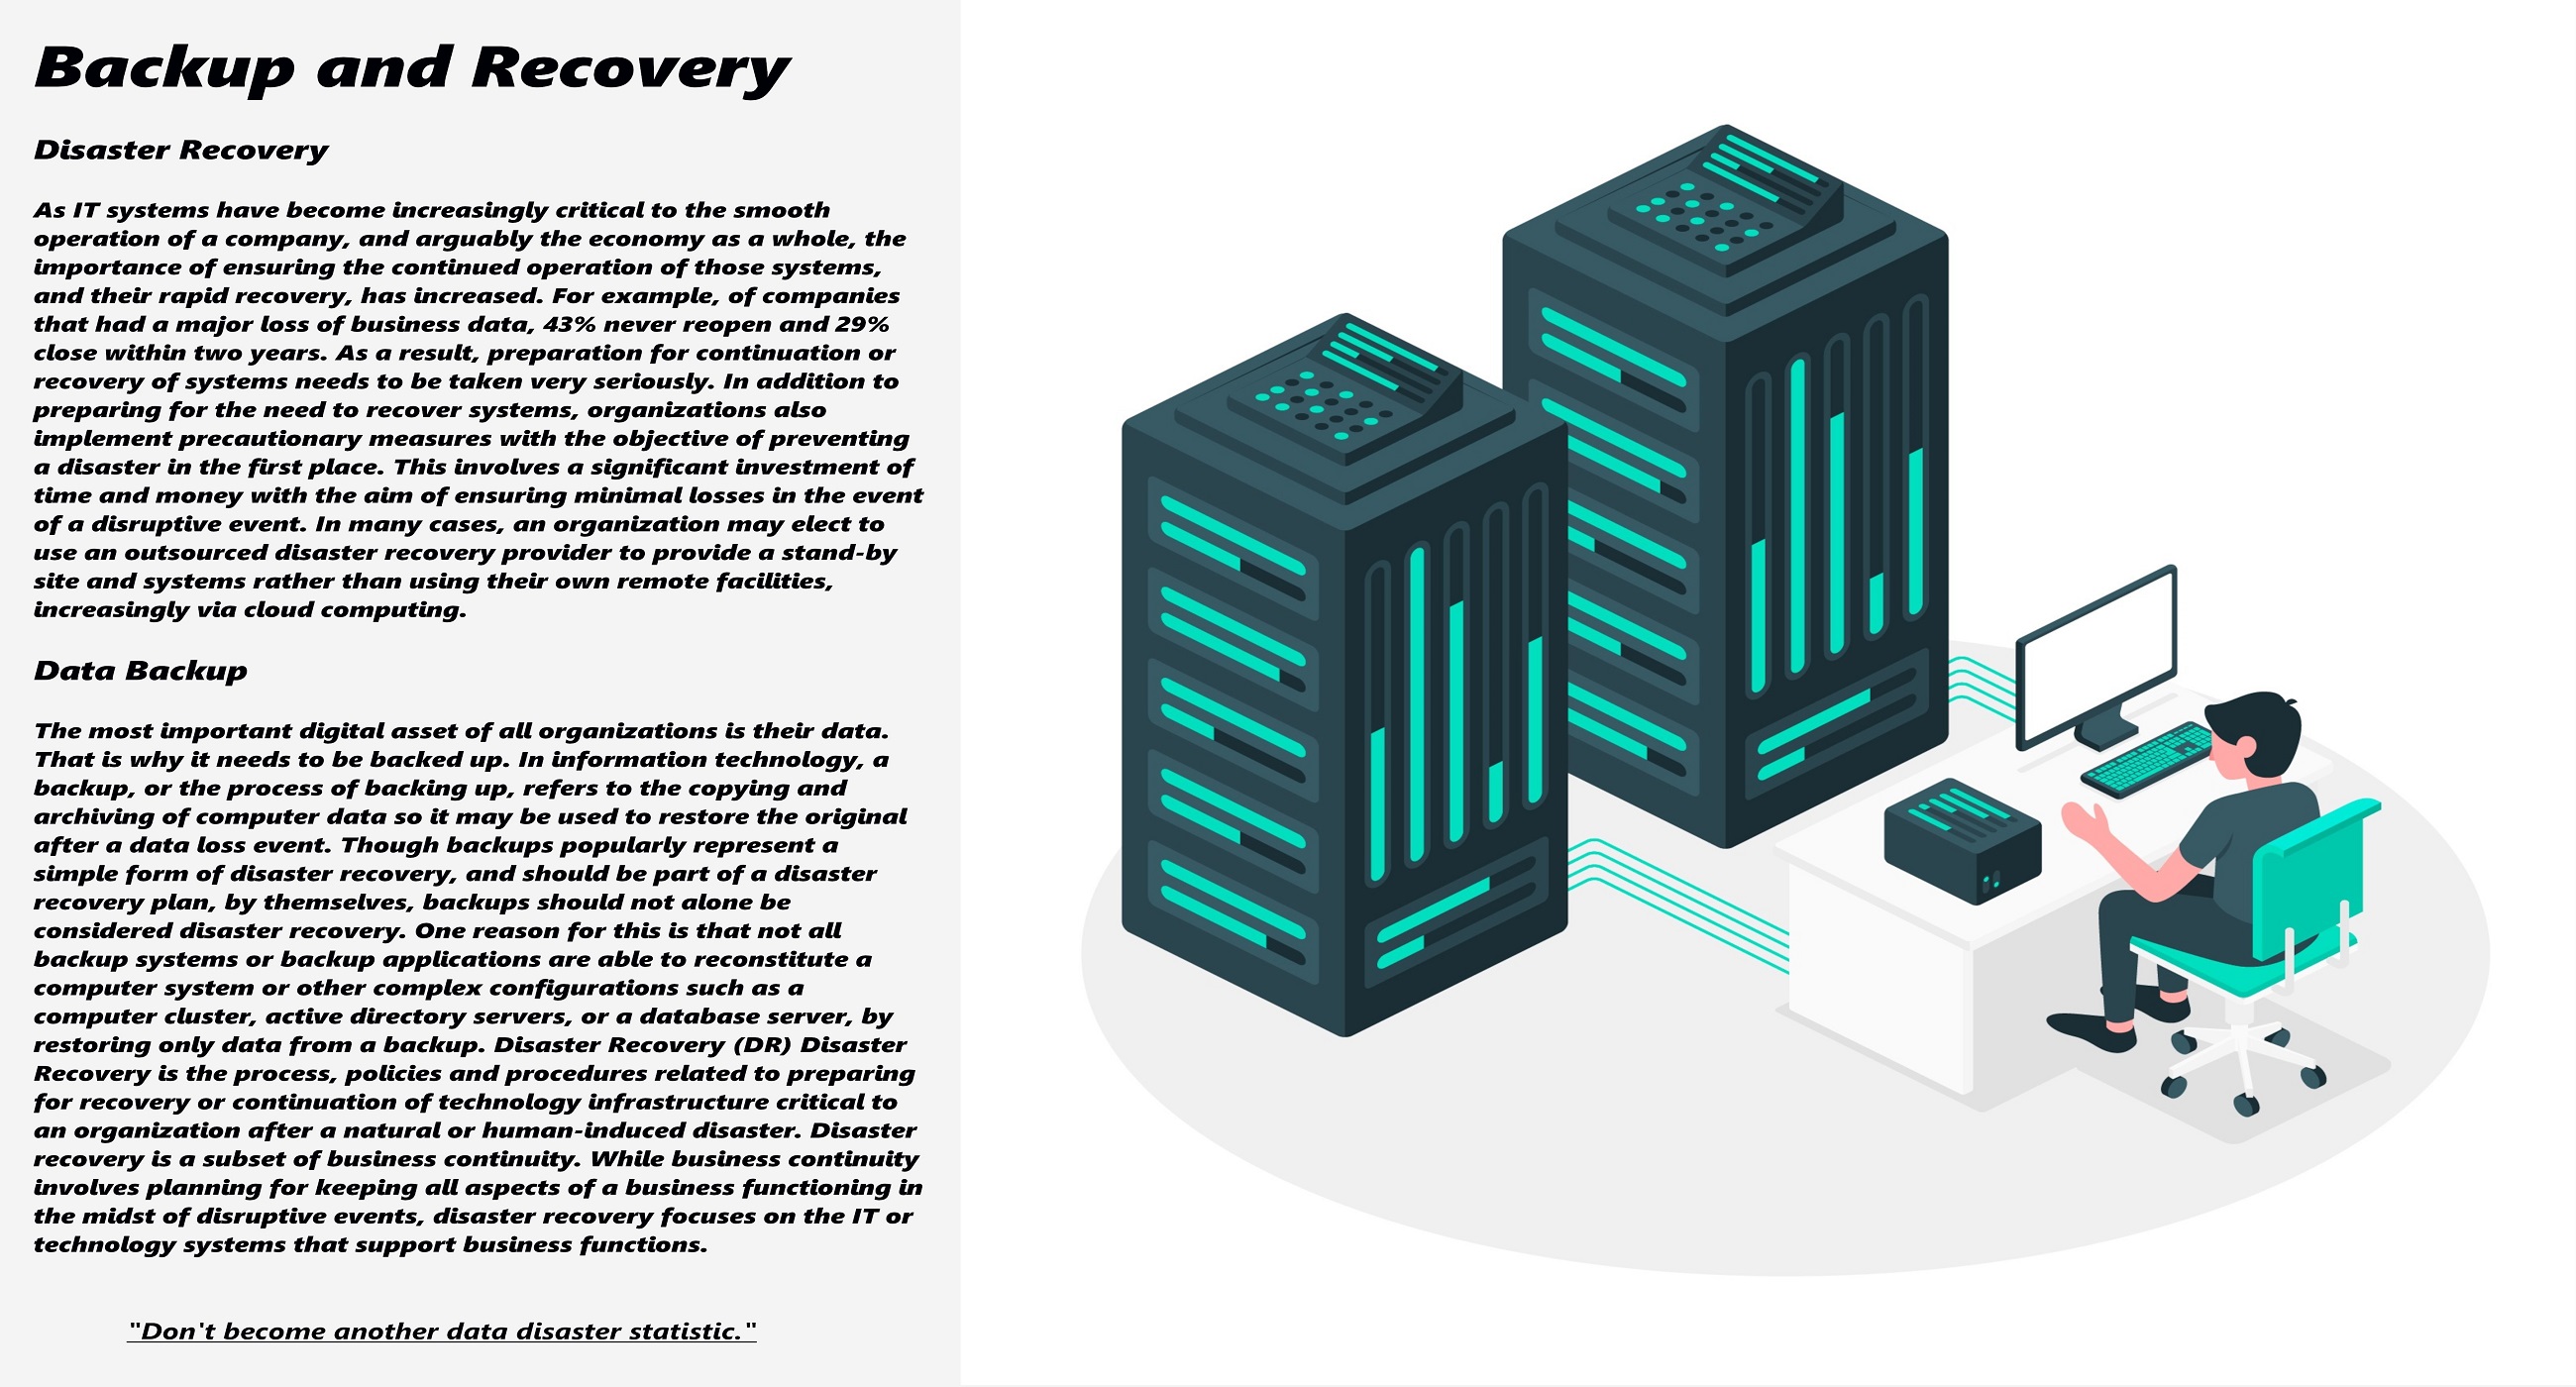 Backup and Recovery
Disaster Recovery
As IT systems have become increasingly critical to the smooth
operation of a company, and arguably the economy as a whole, the
importance of ensuring the continued operation of those systems,
and their rapid recovery, has increased. For example, of companies
that had a major loss of business data, 43% never reopen and 29%
close within two years. As a result, preparation for continuation or
recovery of systems needs to be taken very seriously. In addition to
preparing for the need to recover systems, organizations also
implement precautionary measures with the objective of preventing
a disaster in the first place. This involves a significant investment of
time and money with the aim of ensuring minimal losses in the event
of a disruptive event. In many cases, an organization may elect to
use an outsourced disaster recovery provider to provide a stand-by
site and systems rather than using their own remote facilities,
increasingly via cloud computing.
Data Backup
The most important digital asset of all organizations is their data.
That is why it needs to be backed up. In information technology, a
backup, or the process of backing up, refers to the copying and
archiving of computer data so it may be used to restore the original
after a data loss event. Though backups popularly represent a
simple form of disaster recovery, and should be part of a disaster
recovery plan, by themselves, backups should not alone be
considered disaster recovery. One reason for this is that not all
backup systems or backup applications are able to reconstitute a
computer system or other complex configurations such as a
computer cluster, active directory servers, or a database server, by
restoring only data from a backup. Disaster Recovery (DR) Disaster
Recovery is the process, policies and procedures related to preparing
for recovery or continuation of technology infrastructure critical to
an organization after a natural or human-induced disaster. Disaster
recovery is a subset of business continuity. While business continuity
involves planning for keeping all aspects of a business functioning in
the midst of disruptive events, disaster recovery focuses on the IT or
technology systems that support business functions.
"Don't become another data disaster statistic."